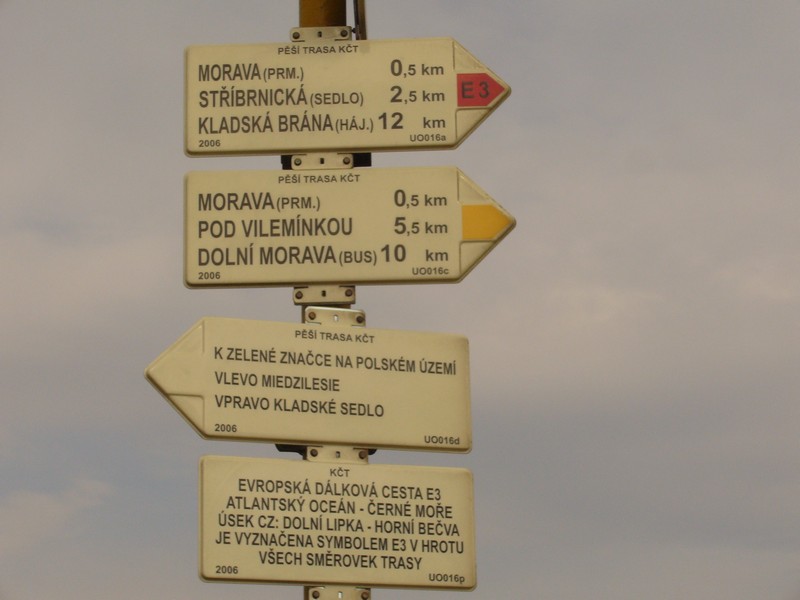 PĚŠÍ TRASA KČT
MORAVA (PRM.) 0,5 km
STŘÍBRNICKÁ (SEDLO) 2,5 km
E 3
KLADSKÁ BRÁNA (HÁJ.) 12 km
2006 UO016a
PĚŠÍ TRASA KČT
MORAVA (PRM.) 0,5 km
POD VILEMÍNKOU 5,5 km
DOLNÍ MORAVA (BUS) 10 km
2006 UO016c
PĚŠÍ TRASA KČT
K ZELENÉ ZNAČCE NA POLSKÉM ÚZEMÍ
VLEVO MIEDZILESIE
VPRAVO KLADSKÉ SEDLO
2006 UO016d
KČT
EVROPSKÁ DÁLKOVÁ CESTA E3
ATLANTSKÝ OCEÁN - ČERNÉ MOŘE
ÚSEK CZ: DOLNÍ LIPKA - HORNÍ BEČVA
JE VYZNAČENA SYMBOLEM E3 V HROTU
VŠECH SMĚROVEK TRASY
2006 UO016p